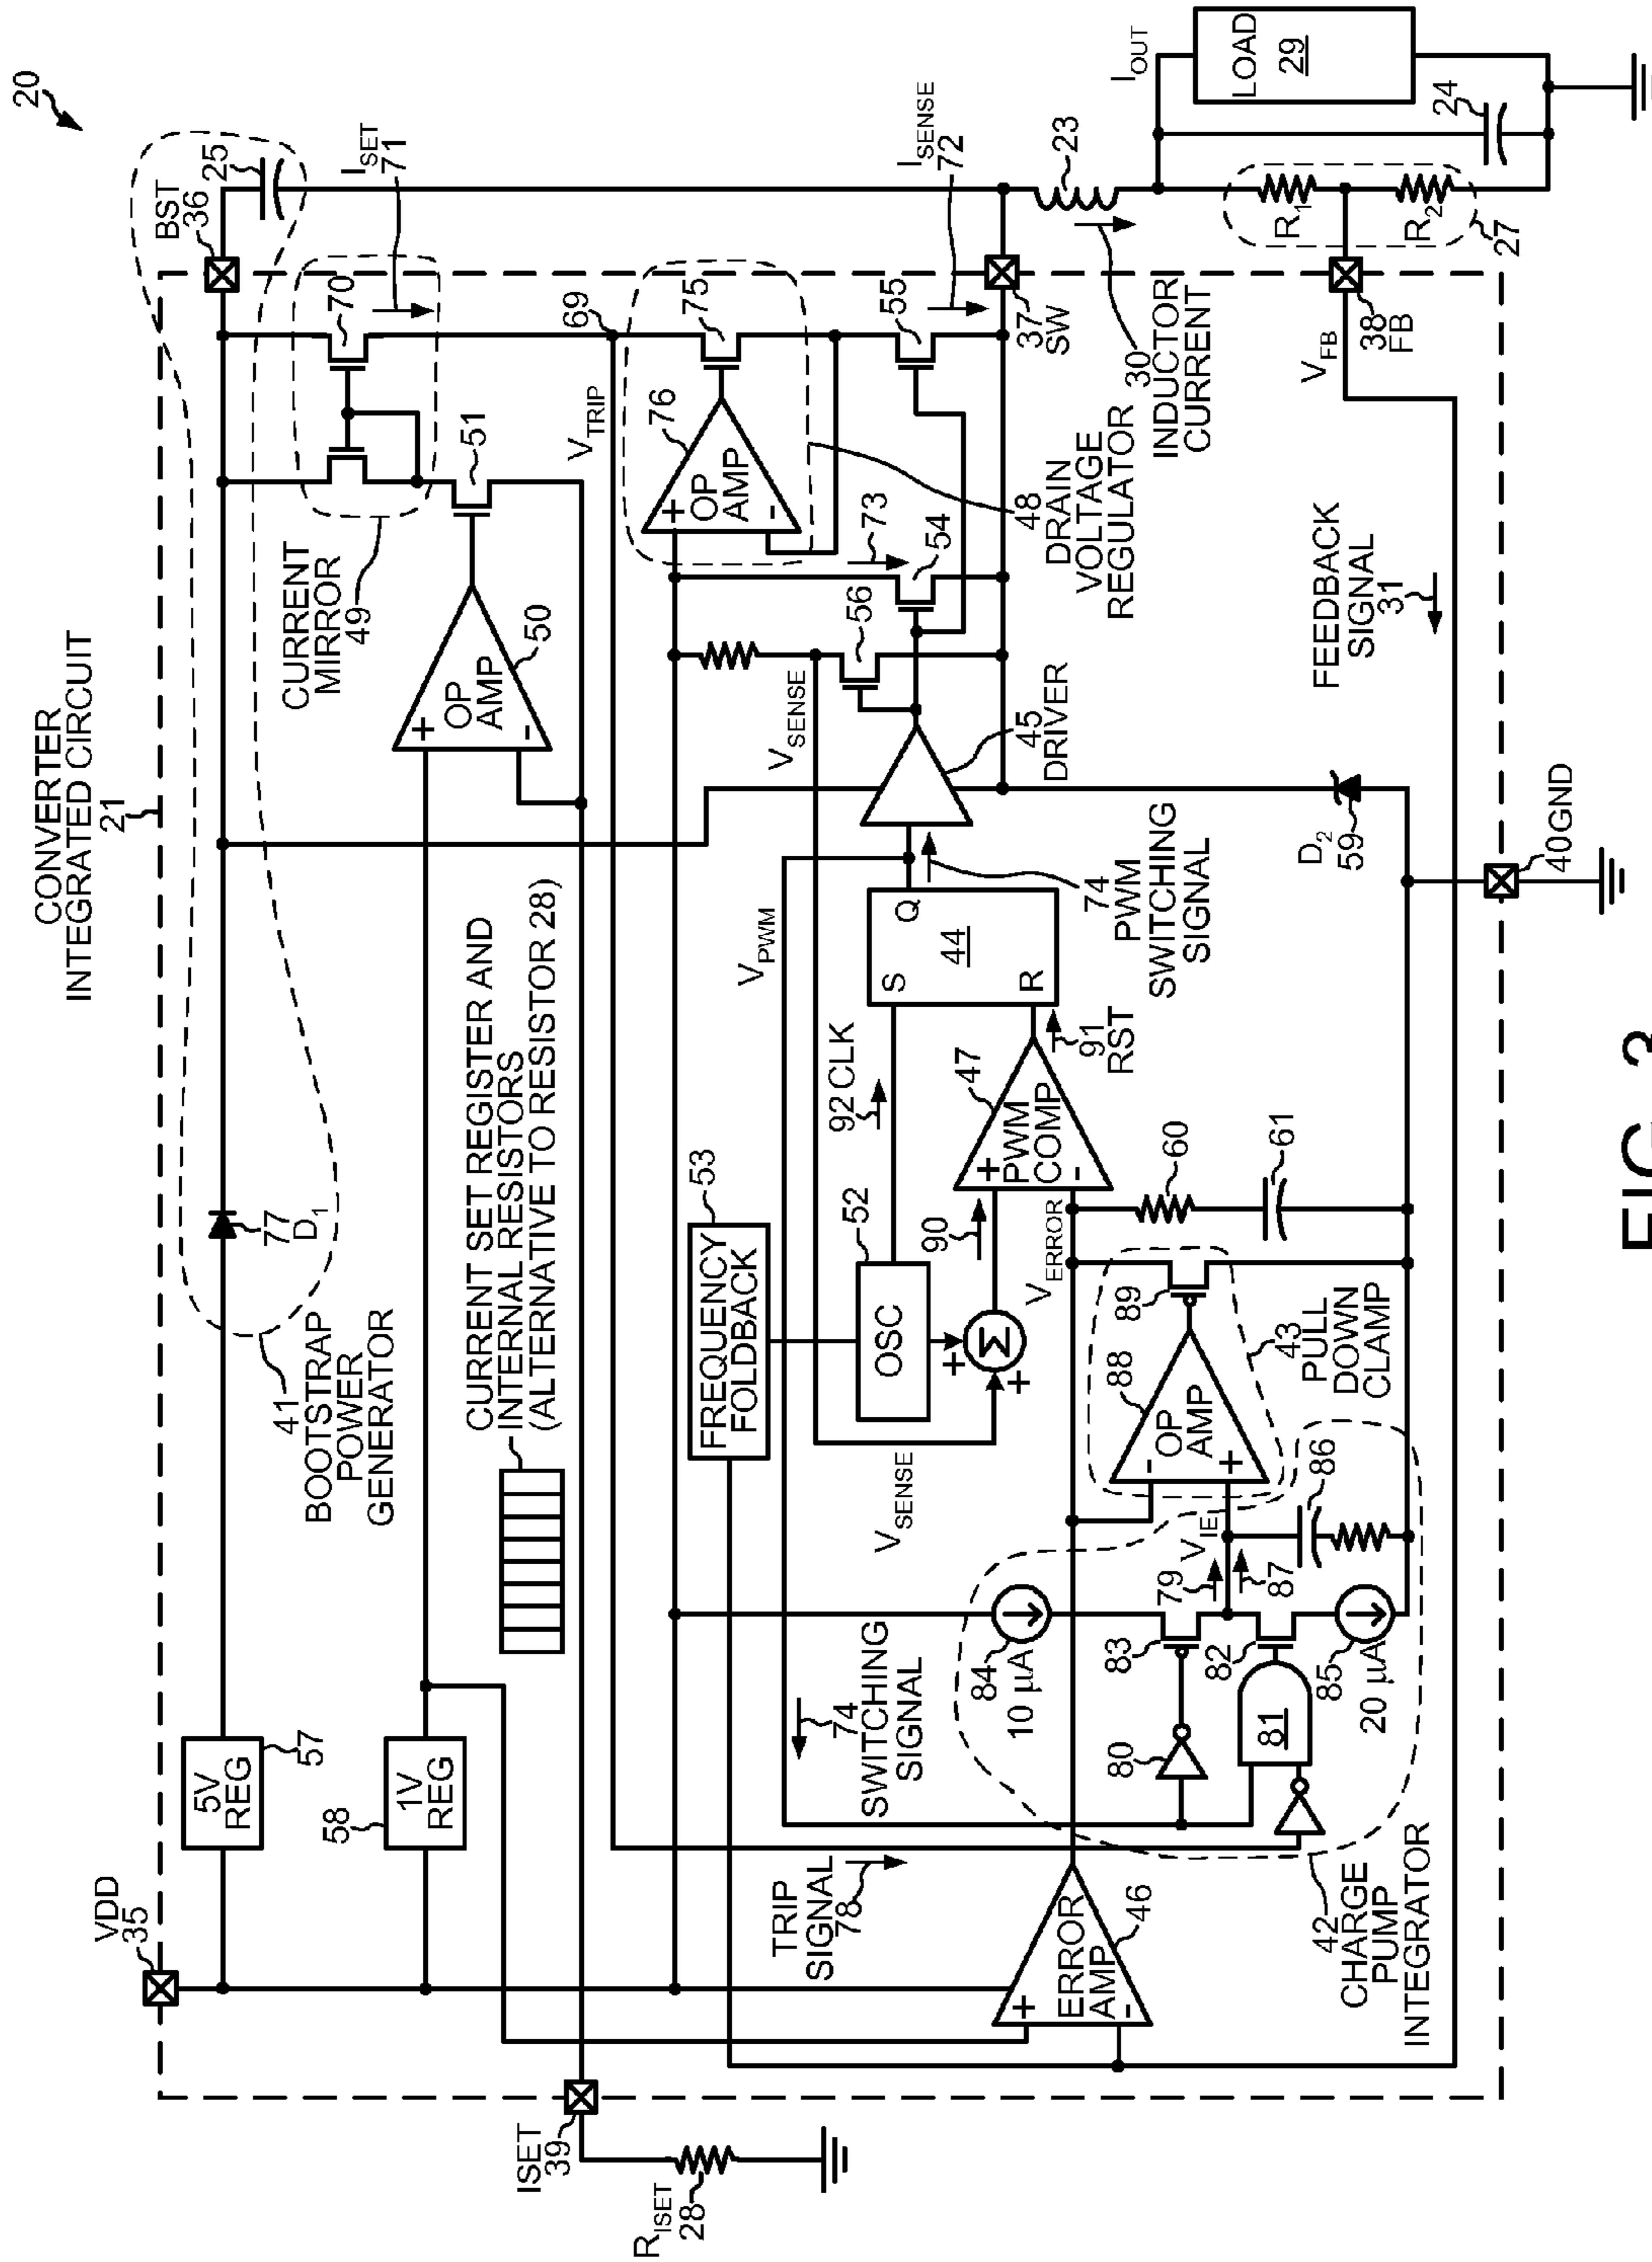 20
CONVERTER
INTEGRATED CIRCUIT
21
VDD
35
5V
REG
57
77
D1
BST
36
25
41
BOOTSTRAP
POWER
GENERATOR
1V
REG
58
CURRENT
MIRROR
49
70
ISET
71
OP
AMP
+
-
50
51
CURRENT SET REGISTER AND
INTERNAL RESISTORS
(ALTERNATIVE TO RESISTOR 28)
ISET
39
RISET
28
VTRIP
69
OP
AMP
+
-
76
75
48
DRAIN
VOLTAGE
REGULATOR
73
54
55
56
ISENSE
72
37
SW
23
30
INDUCTOR
CURRENT
IOUT
LOAD
29
24
R1
R2
27
38
FB
VFB
FEEDBACK
SIGNAL
31
VSENSE
45
DRIVER
VPWM
S
R
Q
44
74
PWM
SWITCHING
SIGNAL
D2
59
40
GND
FREQUENCY
FOLDBACK
53
OSC
52
92 CLK
Σ
+
+
90
VSENSE
PWM
COMP
+
-
47
91
RST
VERROR
60
61
89
OP
AMP
-
+
88
43
PULL
DOWN
CLAMP
74
SWITCHING
SIGNAL
TRIP
SIGNAL
78
ERROR
AMP
+
-
46
84
10 µA
79
VIE
87
86
83
82
80
81
85
20 µA
42
CHARGE
PUMP
INTEGRATOR
FIG. 3